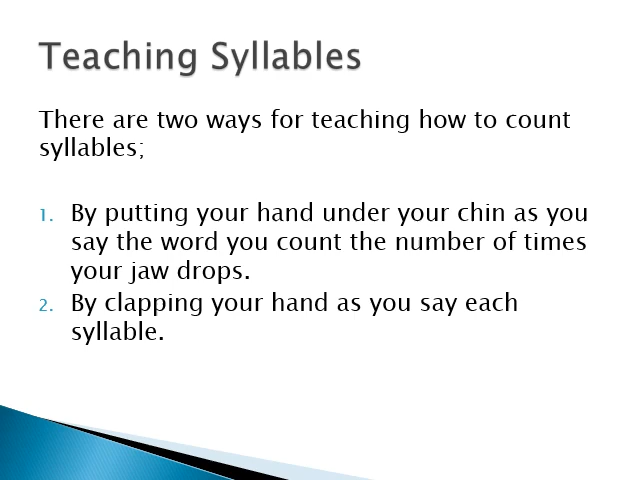 Teaching Syllables
There are two ways for teaching how to count
syllables;
1. By putting your hand under your chin as you
say the word you count the number of times
your jaw drops.
2. By clapping your hand as you say each
syllable.